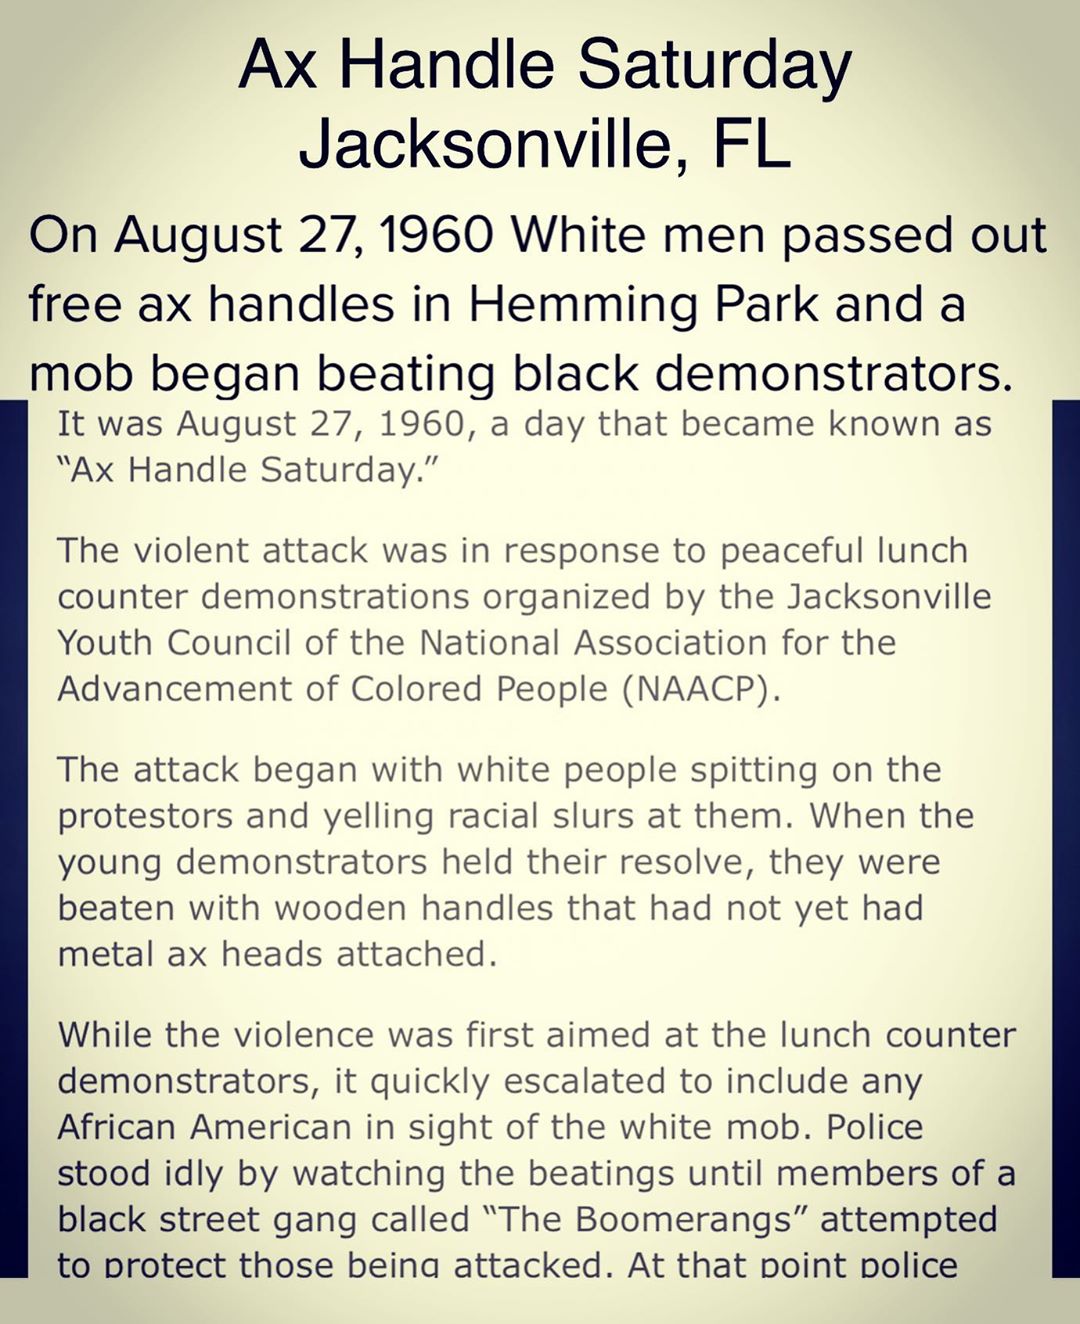 Ax Handle Saturday
Jacksonville, FL
On August 27, 1960 White men passed out
free ax handles in Hemming Park and a
mob began beating black demonstrators.
It was August 27, 1960, a day that became known as
“Ax Handle Saturday.”
The violent attack was in response to peaceful lunch
counter demonstrations organized by the Jacksonville
Youth Council of the National Association for the
Advancement of Colored People (NAACP).
The attack began with white people spitting on the
protestors and yelling racial slurs at them. When the
young demonstrators held their resolve, they were
beaten with wooden handles that had not yet had
metal ax heads attached.
While the violence was first aimed at the lunch counter
demonstrators, it quickly escalated to include any
African American in sight of the white mob. Police
stood idly by watching the beatings until members of a
black street gang called “The Boomerangs” attempted
to protect those being attacked. At that point police